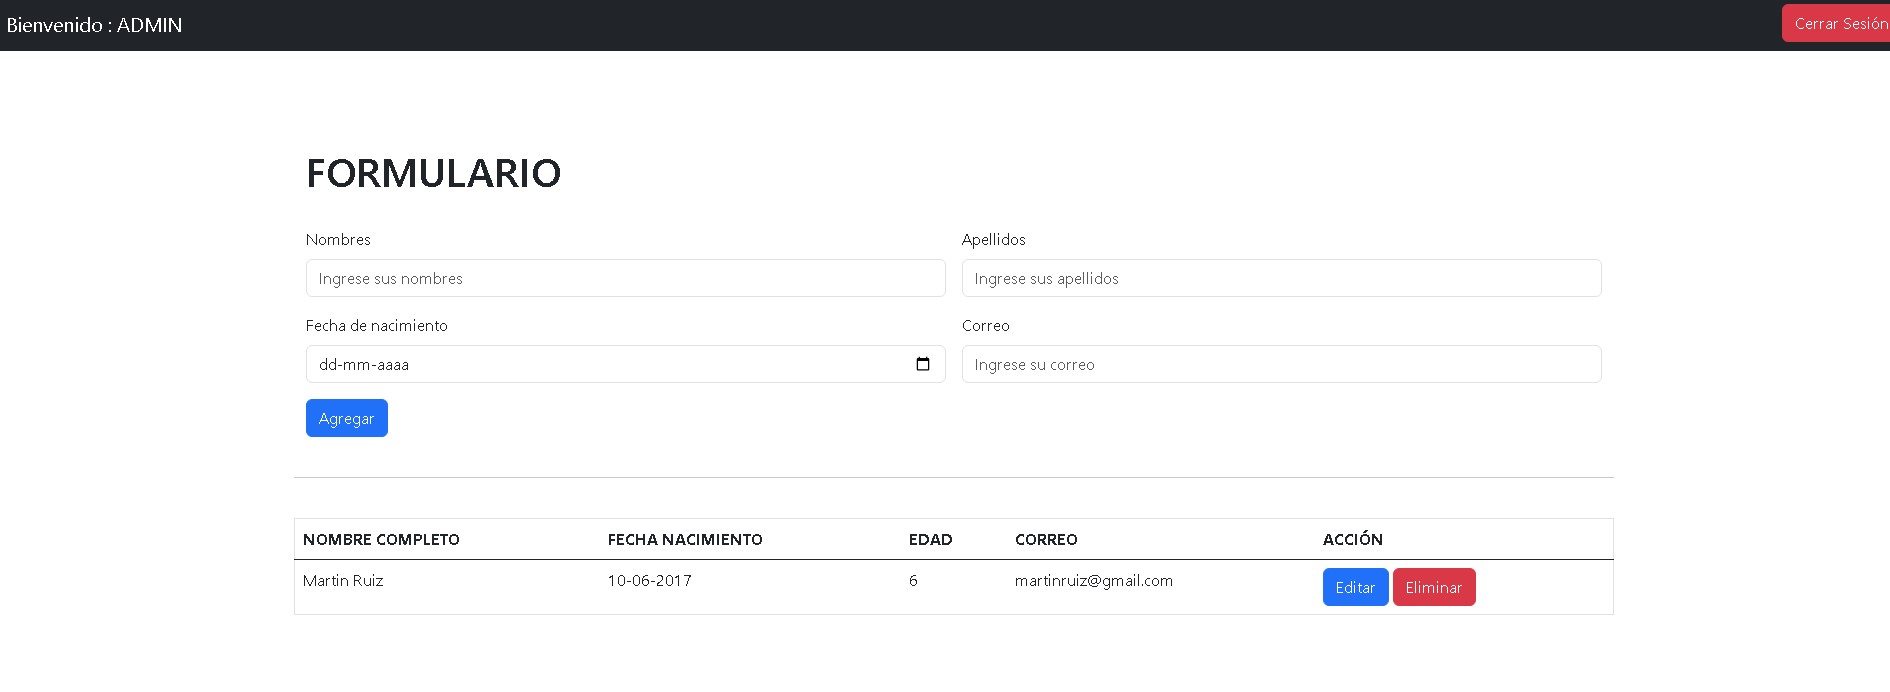 Bienvenido : ADMIN Cerrar Sesión
FORMULARIO
Nombres Apellidos
Ingrese sus nombres Ingrese sus apellidos
Fecha de nacimiento Correo
dd-mm-aaaa Ingrese su correo
Agregar
NOMBRE COMPLETO FECHA NACIMIENTO EDAD CORREO ACCIÓN
Martin Ruiz 10-06-2017 6 martinruiz@gmail.com Editar Eliminar